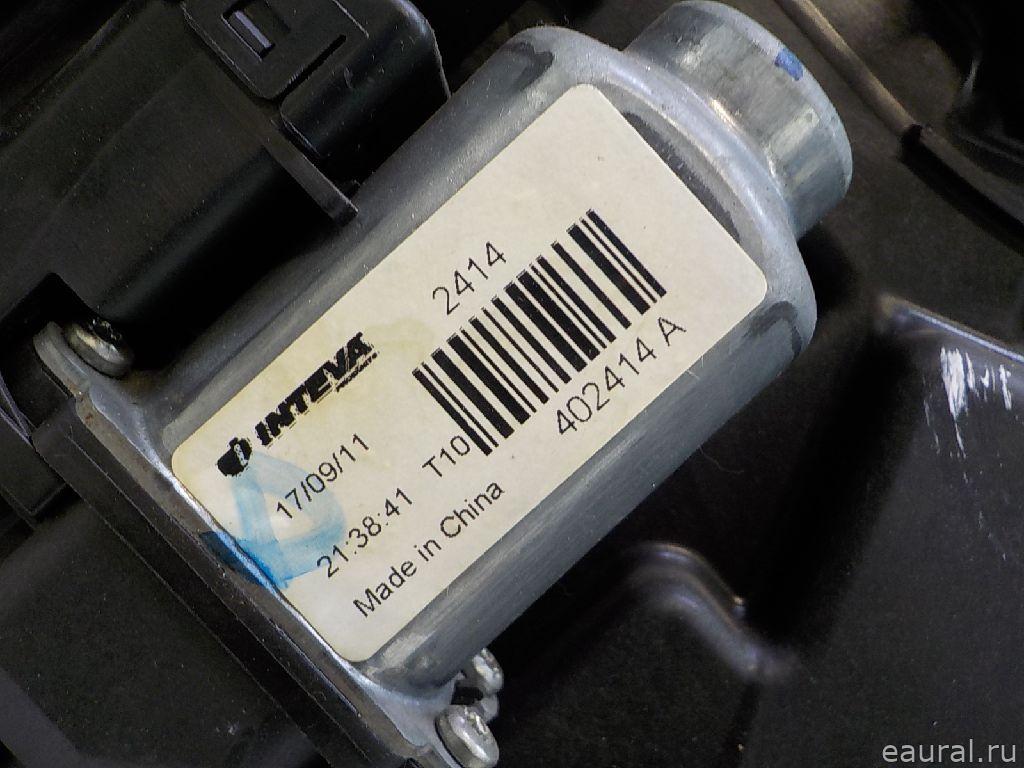 2414
INTEVA
17/09/11
21:38:41 T10
402414 A
Made in China
eaural.ru